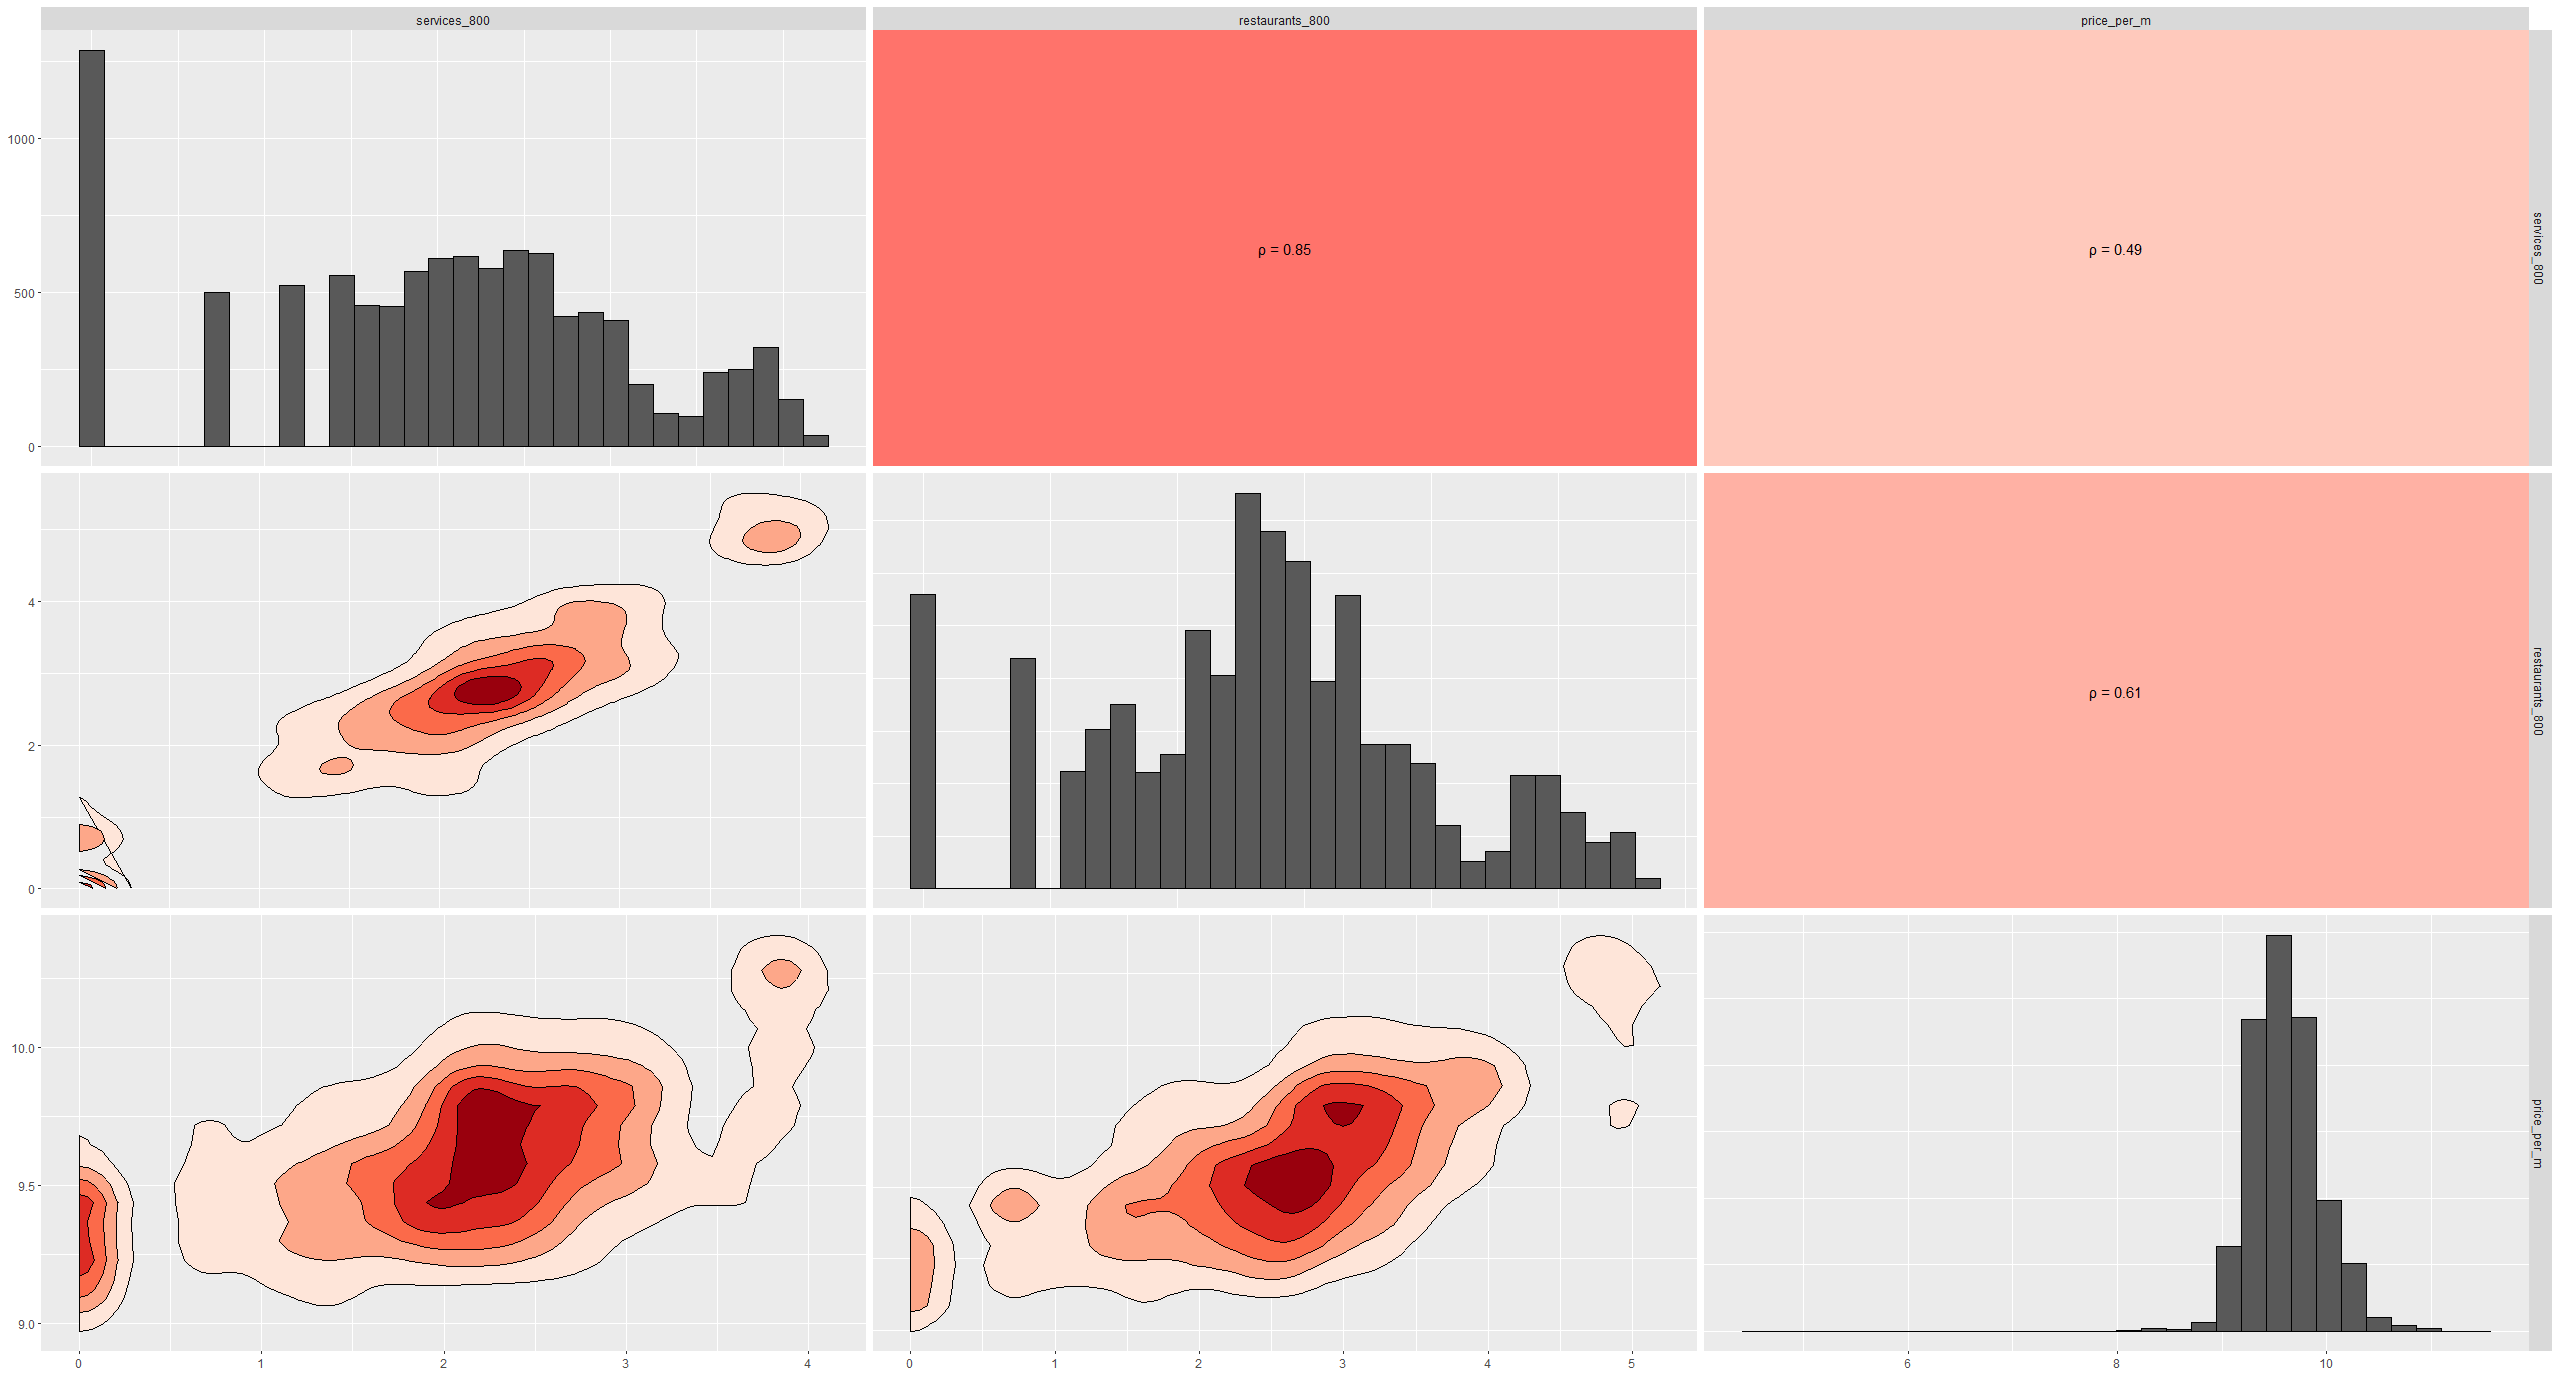 services_800 restaurants_800 price_per_m
1000
500
0
ρ = 0.85
ρ = 0.49
services_800
4
2
0
ρ = 0.61
restaurants_800
10.0
9.5
9.0
price_per_m
0 1 2 3 4
0 1 2 3 4 5
6 8 10